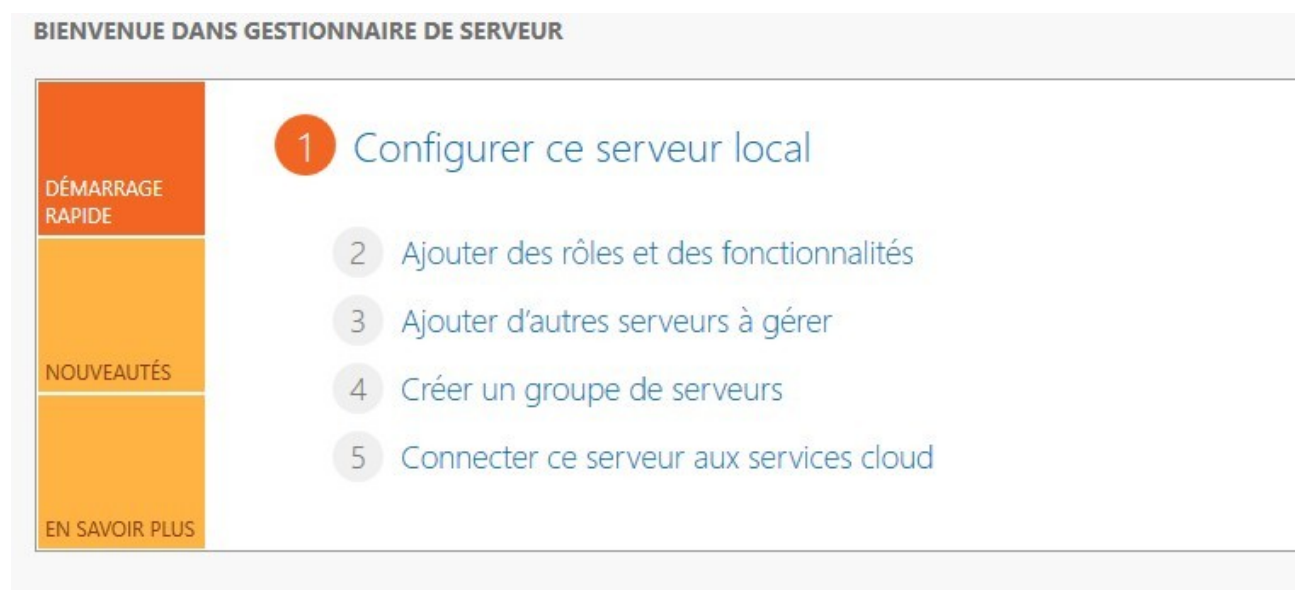 BIENVENUE DANS GESTIONNAIRE DE SERVEUR
DÉMARRAGE
RAPIDE
NOUVEAUTÉS
EN SAVOIR PLUS
1 Configurer ce serveur local
2 Ajouter des rôles et des fonctionnalités
3 Ajouter d’autres serveurs à gérer
4 Créer un groupe de serveurs
5 Connecter ce serveur aux services cloud